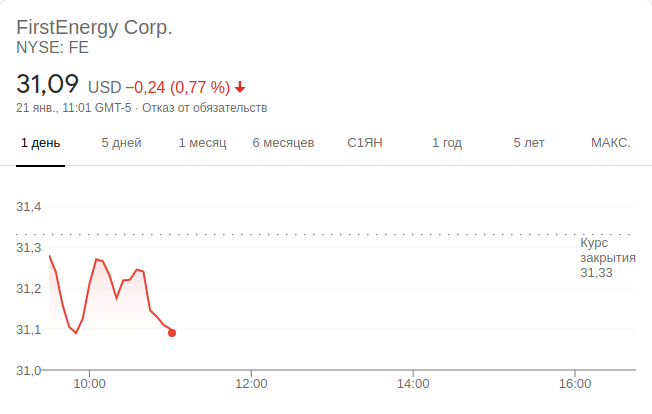 FirstEnergy Corp.
NYSE: FE
31,09 USD −0,24 (0,77 %)
21 янв., 11:01 GMT-5 · Отказ от обязательств
1 день 5 дней 1 месяц 6 месяцев С1ЯН 1 год 5 лет МАКС.
31,4
Курс
закрытия
31,33
31,3
31,2
31,1
31,0
10:00 12:00 14:00 16:00